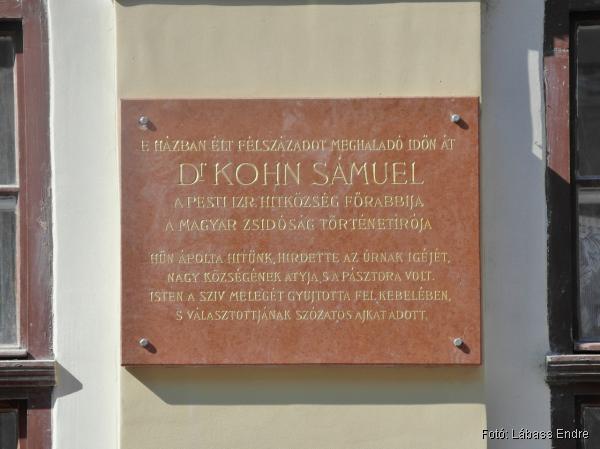 E HÁZBAN ÉLT FÉLSZÁZADOT MEGHALADÓ IDŐN ÁT
Dr KOHN SÁMUEL
A PESTI IZR. HITKÖZSÉG FŐRABBIJA
A MAGYAR ZSIDÓSÁG TÖRTÉNETIRÓJA
HŰN ÁPOLTA HITÜNK, HIRDETTE AZ ÚRNAK IGÉJÉT,
NAGY KÖZSÉGÉNEK ATYJA, S A PÁSZTORA VOLT.
ISTEN A SZIV MELEGÉT GYUJTOTTA FEL KEBELÉBEN,
S VÁLASZTOTTJÁNAK SZÓZATOS AJKAT ADOTT.
Fotó: Lábass Endre